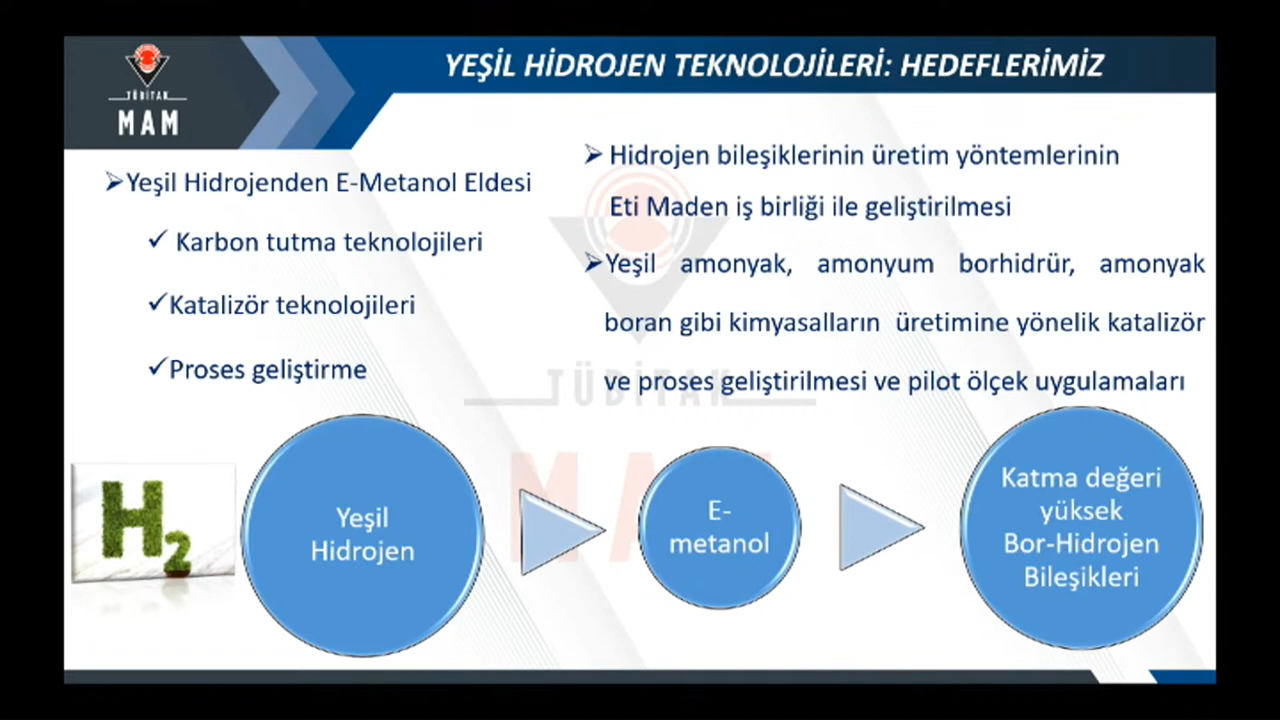 TÜBİTAK
MAM
YEŞİL HİDROJEN TEKNOLOJİLERİ: HEDEFLERİMİZ
➢Yeşil Hidrojenden E-Metanol Eldesi
✓ Karbon tutma teknolojileri
✓Katalizör teknolojileri
✓Proses geliştirme
➢ Hidrojen bileşiklerinin üretim yöntemlerinin
Eti Maden iş birliği ile geliştirilmesi
➢Yeşil amonyak, amonyum borhidrür, amonyak
boran gibi kimyasalların üretimine yönelik katalizör
ve proses geliştirilmesi ve pilot ölçek uygulamaları
TÜBİTAK
H2
Yeşil
Hidrojen
E-
metanol
Katma değeri
yüksek
Bor-Hidrojen
Bileşikleri